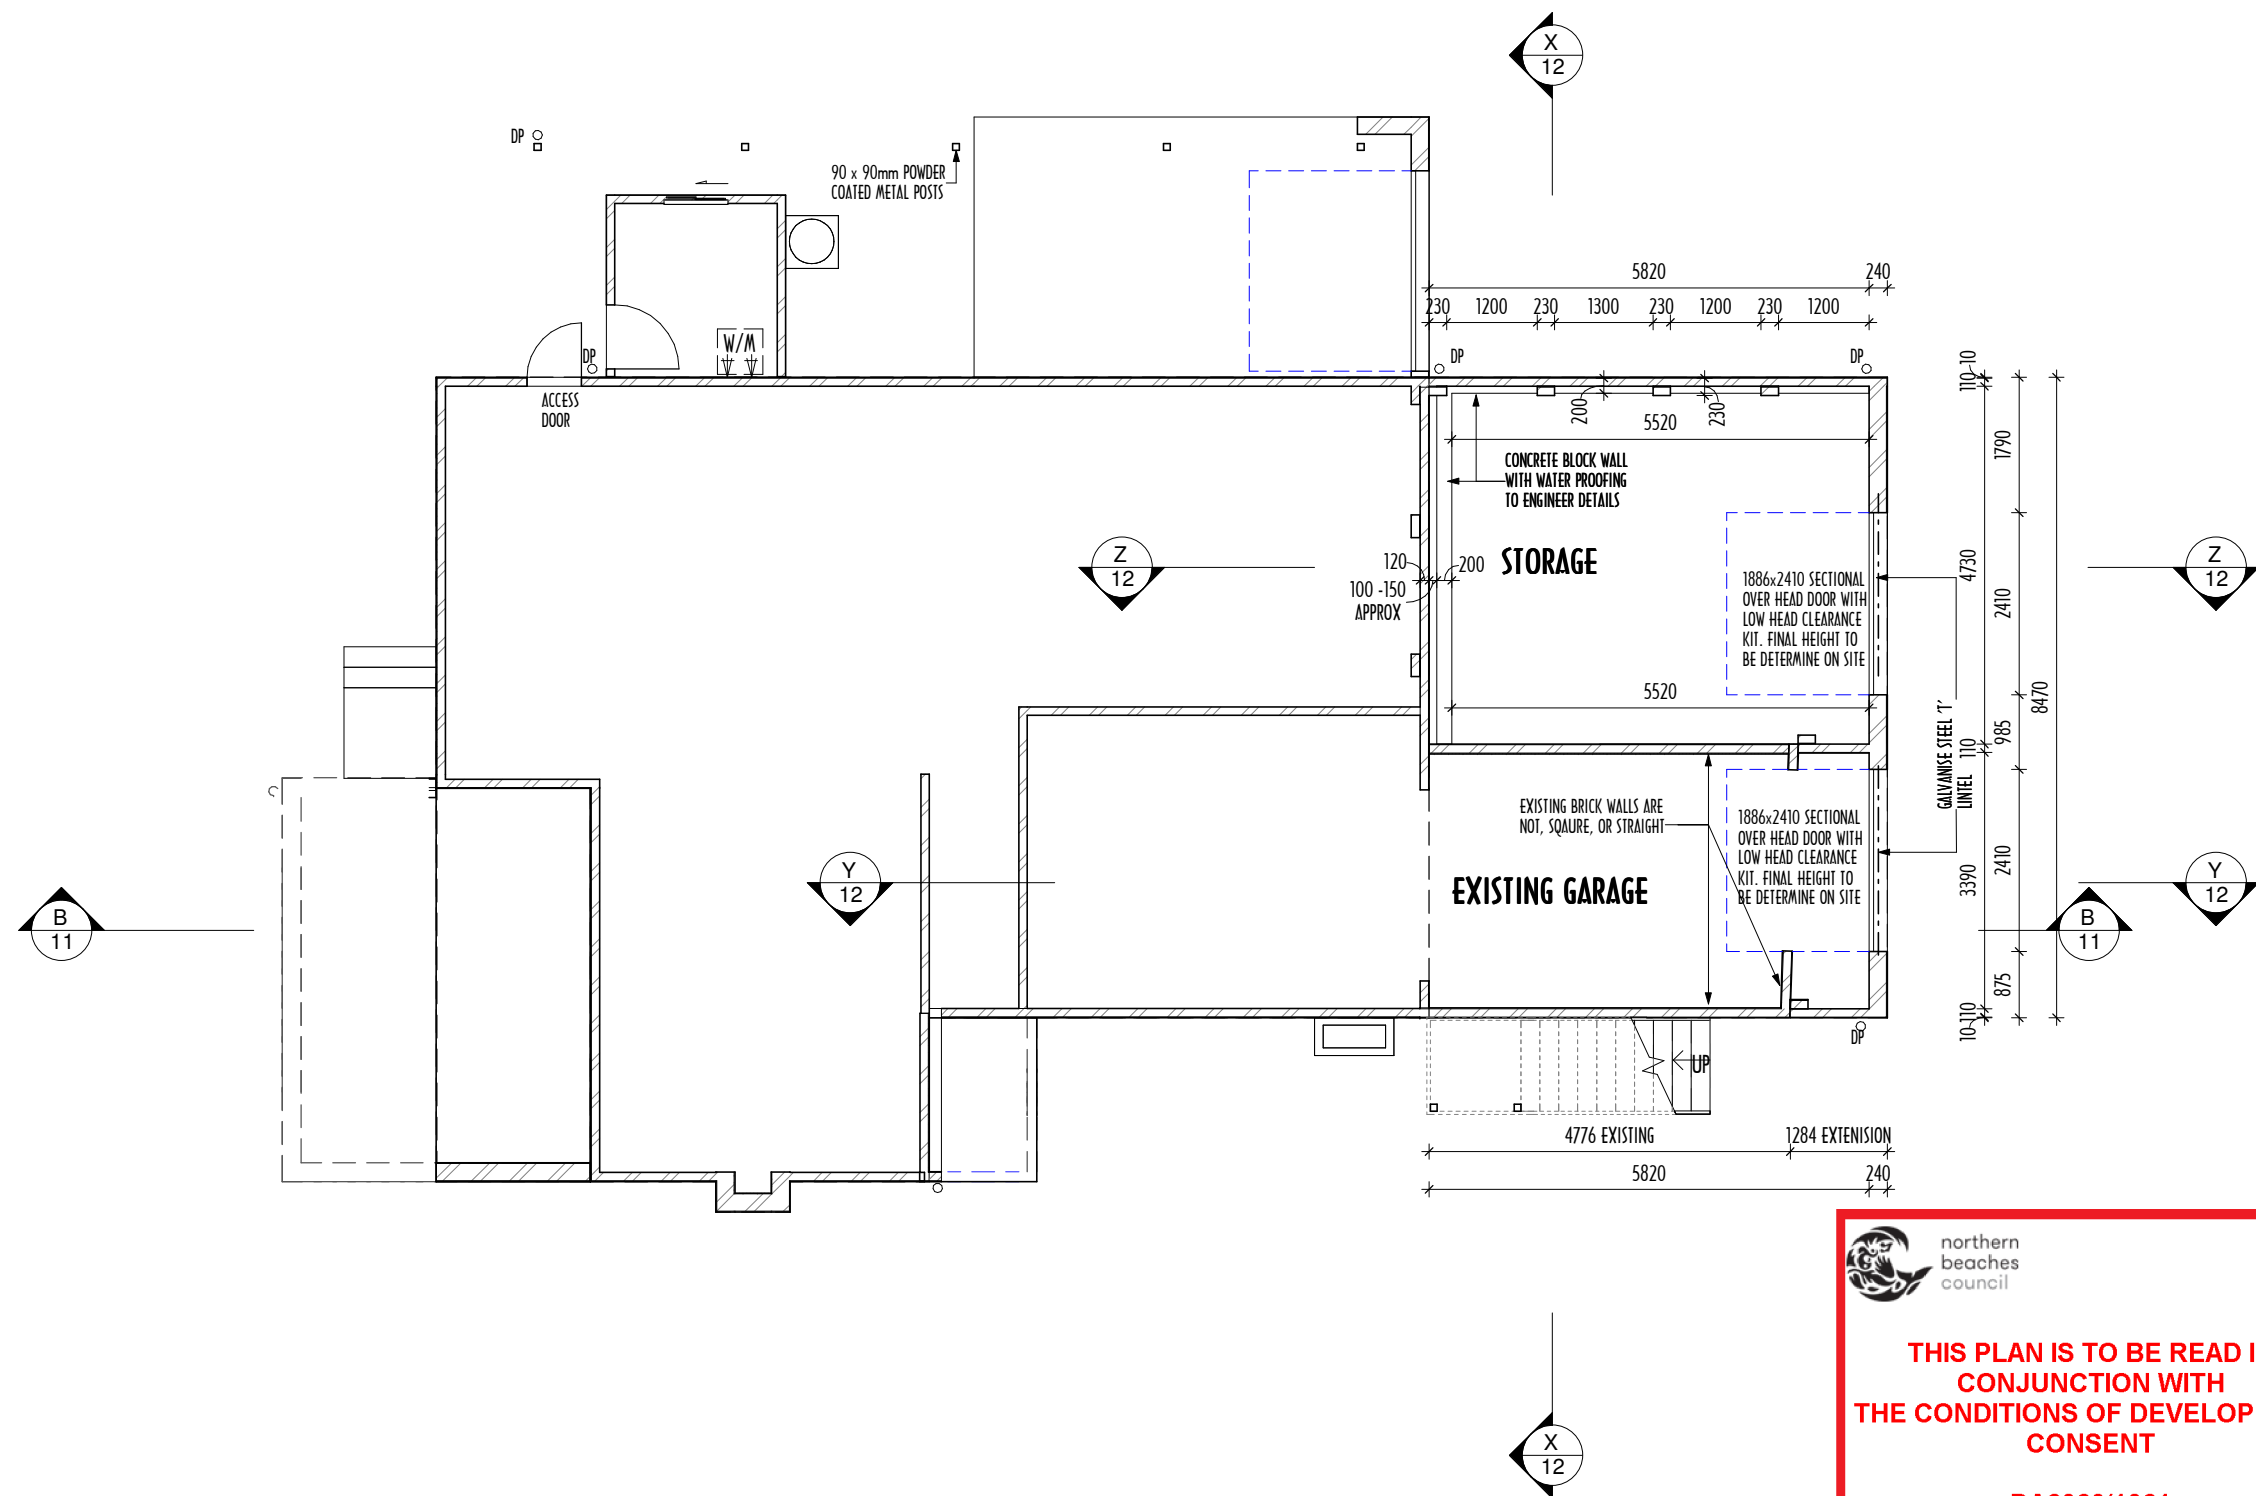 X
12
DP
90 x 90mm POWDER
COATED METAL POSTS
5820
240
230
1200
230
1300
230
1200
230
1200
W/M
DP
DP
DP
ACCESS
DOOR
200
230
5520
CONCRETE BLOCK WALL
WITH WATER PROOFING
TO ENGINEER DETAILS
Z
12
120
200
100 -150
APPROX
STORAGE
1886x2410 SECTIONAL
OVER HEAD DOOR WITH
LOW HEAD CLEARANCE
KIT. FINAL HEIGHT TO
BE DETERMINE ON SITE
5520
110
10
1790
4730
2410
985
110
8470
GALVANISE STEEL 'T'
LINTEL
Z
12
EXISTING BRICK WALLS ARE
NOT, SQAURE, OR STRAIGHT
1886x2410 SECTIONAL
OVER HEAD DOOR WITH
LOW HEAD CLEARANCE
KIT. FINAL HEIGHT TO
BE DETERMINE ON SITE
EXISTING GARAGE
Y
12
2410
3390
875
10
110
Y
12
B
11
B
11
DP
UP
4776 EXISTING
1284 EXTENISION
5820
240
X
12
northern
beaches
council
THIS PLAN IS TO BE READ I
CONJUNCTION WITH
THE CONDITIONS OF DEVELOP
CONSENT